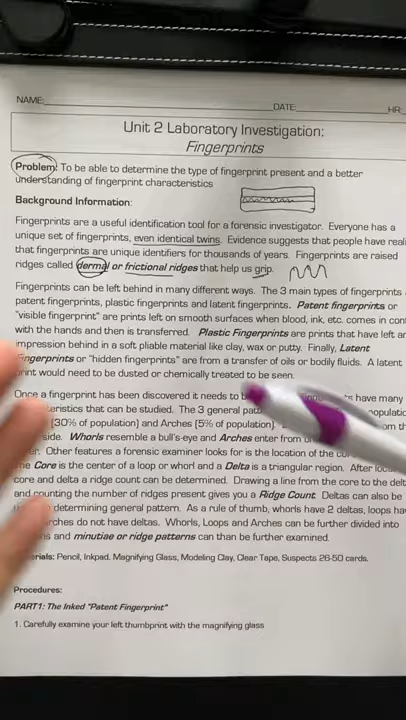 NAME: DATE: HR:
Unit 2 Laboratory Investigation:
Fingerprints
Problem: To be able to determine the type of fingerprint present and a better
understanding of fingerprint characteristics
Background Information:
Fingerprints are a useful identification tool for a forensic investigator. Everyone has a
unique set of fingerprints, even identical twins. Evidence suggests that people have reali
that fingerprints are unique identifiers for thousands of years. Fingerprints are raised
ridges called dermal or frictional ridges that help us grip.
Fingerprints can be left behind in many different ways. The 3 main types of fingerprints
patent fingerprints, plastic fingerprints and latent fingerprints. Patent fingerprints or
"visible fingerprint" are prints left on smooth surfaces when blood, ink, etc. comes in con
with the hands and then is transferred. Plastic Fingerprints are prints that have left an
impression behind in a soft pliable material like clay, wax or putty. Finally, Latent
Fingerprints or "hidden fingerprints" are from a transfer of oils or bodily fluids. A latent
print would need to be dusted or chemically treated to be seen.
Once a fingerprint has been discovered it needs to b have many
that can be studied. The 3 general pat
(30% of population) and Arches (5% of population).
side. Whorls resemble a bull's-eye and Arches enter from on
Other features a forensic examiner looks for is the location of the
Core is the center of a loop or whorl and a Delta is a triangular region. After
core and delta a ridge count can be determined. Drawing a line from the core to the delt
and counting the number of ridges present gives you a Ridge Count. Deltas can also be
determining general pattern. As a rule of thumb, whorls have 2 deltas, loops ha
arches do not have deltas. Whorls, Loops and Arches can be further divided into
and minutiae or ridge patterns can than be further examined.
Pencil, Inkpad, Magnifying Glass, Modeling Clay, Clear Tape, Suspects 26-50 cards.
Procedures:
PART1: The Inked "Patent Fingerprint"
1. Carefully examine your left thumbprint with the magnifying glass